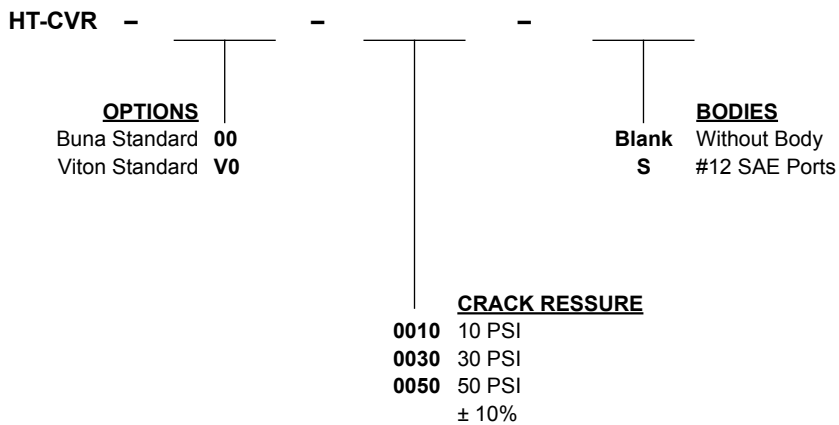 HT-CVR – – –
OPTIONS
Buna Standard 00
Viton Standard V0
BODIES
Blank Without Body
S #12 SAE Ports
CRACK RESSURE
0010 10 PSI
0030 30 PSI
0050 50 PSI
± 10%